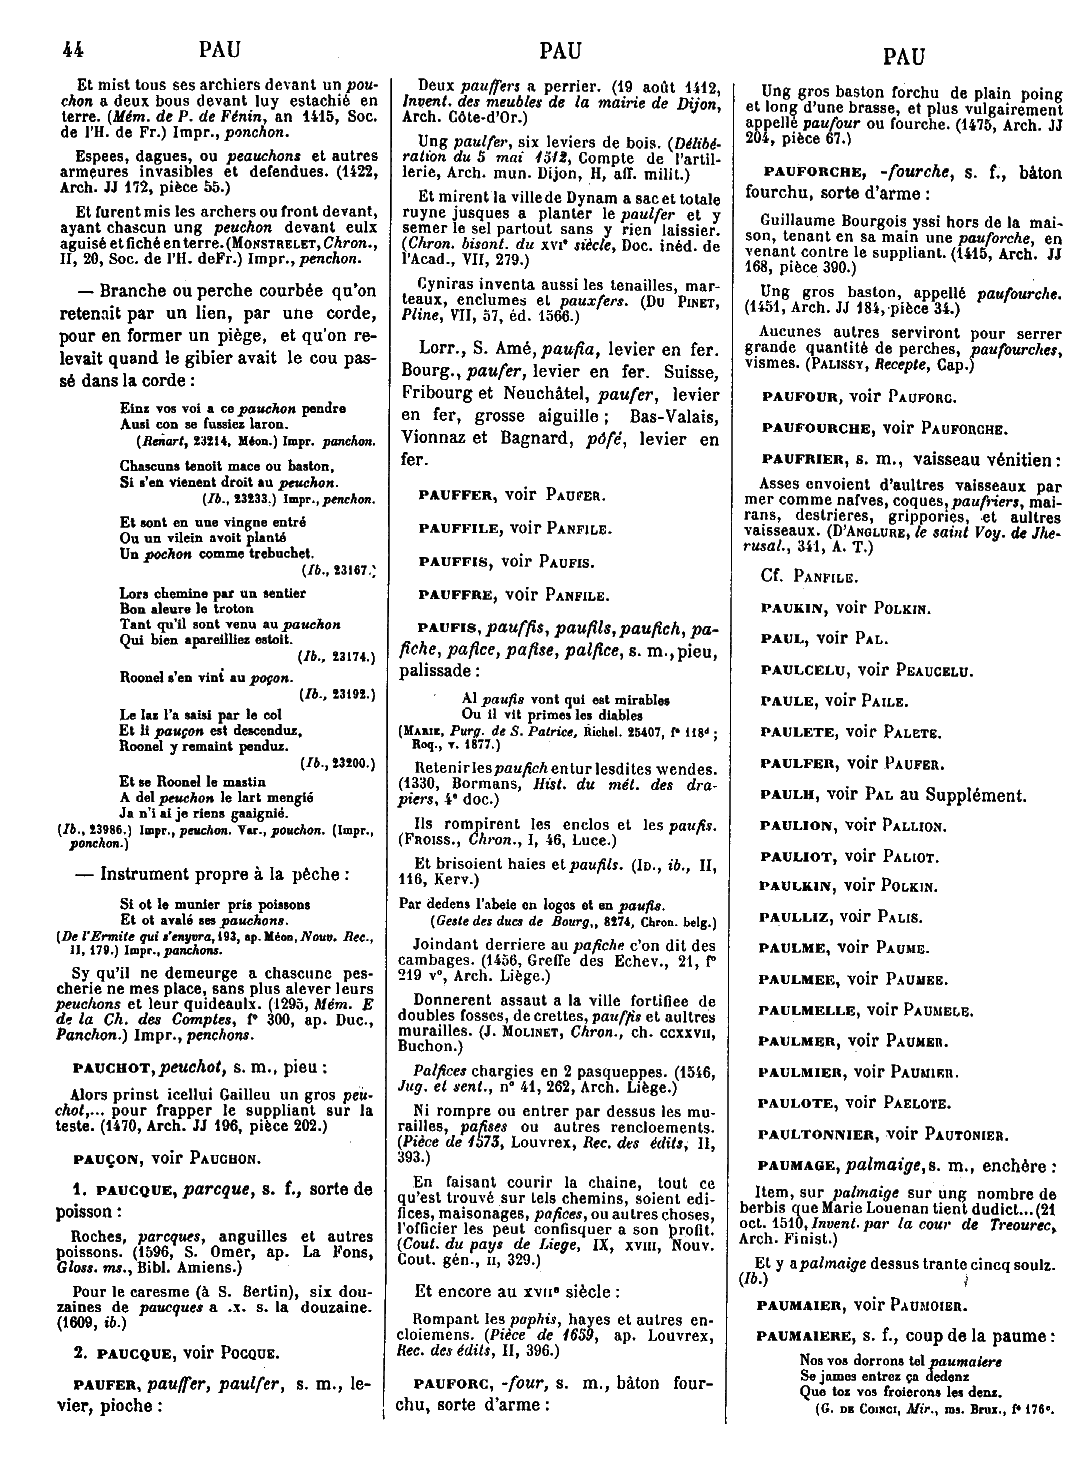 44 PAU PAU PAU
Et mist tous ses archiers devant un pou-
chon a deux bous devant luy estachié en
terre. (Mém. de P. de Fénin, an 1415, Soc.
de l'H. de Fr.) Impr., ponchon.
Espees, dagues, ou peauchons et autres
armeures invasibles et defendues. (1422,
Arch. JJ 172, pièce 55.)
Et furent mis les archers ou front devant,
ayant chascun ung peuchon devant eulx
aguisé et fiché en terre. (MONSTRELET, Chron.,
II, 20, Soc. de l'H. deFr.) Impr., penchon.
— Branche ou perche courbée qu'on
retenait par un lien, par une corde,
pour en former un piège, et qu'on re-
levait quand le gibier avait le cou pas-
sé dans la corde :
Einz vos voi a ce pauchon pendre
Ausi con se fussiez laron.
(Renart, 23214, Méon.) Impr. panchon.
Chascuns tenoit mace ou baston,
Si s'en vienent droit au peuchon.
(Ib., 23233.) Impr., penchon.
Et sont en une vingne entré
Ou un vilein avoit planté
Un pochon comme trebuchet.
(Ib., 23167.)
Lors chemine par un sentier
Bon aleure le troton
Tant qu'il sont venu au pauchon
Qui bien apareilliez estoit.
(Ib., 23174.)
Roonel s'en vint au poçon.
(Ib., 23192.)
Le laz l'a saisi par le col
Et li pauçon est descenduz,
Roonel y remaint penduz.
(Ib., 23200.)
Et se Roonel le mastin
A del peuchon le lart mengié
Ja n'i ai je riens gaaignié.
(Ib., 23986.) Impr., peuchon. Var., pouchon. (Impr.,
ponchon.)
— Instrument propre à la pêche :
Si ot le munier pris poissons
Et ot avalé ses pauchons.
(De l'Ermite qui s'enyvra, 193, ap. Méon, Nouv. Rec.,
II, 179.) Impr., panchons.
Sy qu'il ne demeurge a chascune pes-
cherie ne mes place, sans plus alever leurs
peuchons et leur quideaulx. (1295, Mém. E
de la Ch. des Comptes, f° 300, ap. Duc.,
Panchon.) Impr., penchons.
PAUCHOT, peuchot, s. m., pieu :
Alors prinst icellui Gailleu un gros peu-
chot,... pour frapper le suppliant sur la
teste. (1470, Arch. JJ 196, pièce 202.)
PAUÇON, voir PAUCHON.
1. PAUCQUE, parcque, s. f., sorte de
poisson :
Roches, parcques, anguilles et autres
poissons. (1596, S. Omer, ap. La Fons,
Gloss. ms., Bibl. Amiens.)
Pour le caresme (à S. Bertin), six dou-
zaines de paucques a .x. s. la douzaine.
(1609, ib.)
2. PAUCQUE, voir POCQUE.
PAUFER, pauffer, paulfer, s. m., le-
vier, pioche :
Deux pauffers a perrier. (19 août 1412,
Invent. des meubles de la mairie de Dijon,
Arch. Côte-d'Or.)
Ung paulfer, six leviers de bois. (Délibé-
ration du 5 mai 1512, Compte de l'artil-
lerie, Arch. mun. Dijon, H, aff. milit.)
Et mirent la ville de Dynam a sac et totale
ruyne jusques a planter le paulfer et y
semer le sel partout sans y rien laissier.
(Chron. bisont. du XVIe siècle, Doc. inéd. de
l'Acad., VII, 279.)
Cyniras inventa aussi les tenailles, mar-
teaux, enclumes et pauxfers. (DU PINET,
Pline, VII, 57, éd. 1566.)
Lorr., S. Amé, paufia, levier en fer.
Bourg., paufer, levier en fer. Suisse,
Fribourg et Neuchâtel, paufer, levier
en fer, grosse aiguille ; Bas-Valais,
Vionnaz et Bagnard, pôfé, levier en
fer.
PAUFFER, voir PAUFER.
PAUFFILE, voir PANFILE.
PAUFFIS, voir PAUFIS.
PAUFFRE, voir PANFILE.
PAUFIS, pauffis, paufils, paufich, pa-
fiche, pafice, pafise, palfice, s. m., pieu,
palissade :
Al paufis vont qui est mirables
Ou il vit primes les diables
(MARIE, Purg. de S. Patrice, Richel. 25407, f° 118d ;
Roq., v. 1877.)
Retenir les paufich entur lesdites wendes.
(1330, Bormans, Hist. du mét. des dra-
piers, 4e doc.)
Ils rompirent les enclos et les paufis.
(FROISS., Chron., I, 46, Luce.)
Et brisoient haies et paufils. (ID., ib., II,
116, Kerv.)
Par dedens l'abeie en logos et en paufis.
(Geste des ducs de Bourg., 8274, Chron. belg.)
Joindant derriere au pafiche c'on dit des
cambages. (1456, Greffe des Echev., 21, f°
219 v°, Arch. Liège.)
Donnerent assaut a la ville fortifiee de
doubles fosses, de crettes, pauffis et aultres
murailles. (J. MOLINET, Chron., ch. CCXXVII,
Buchon.)
Palfices chargies en 2 pasqueppes. (1546,
Jug. et sent., n° 41, 262, Arch. Liège.)
Ni rompre ou entrer par dessus les mu-
railles, pafises ou autres rencloements.
(Pièce de 1573, Louvrex, Rec. des édits, II,
393.)
En faisant courir la chaine, tout ce
qu'est trouvé sur tels chemins, soient edi-
fices, maisonages, pafices, ou autres choses,
l'officier les peut confisquer a son profit.
(Cout. du pays de Liege, IX, XVIII, Nouv.
Cout. gén., II, 329.)
Et encore au XVIIe siècle :
Rompant les paphis, hayes et autres en-
cloiemens. (Pièce de 1659, ap. Louvrex,
Rec. des édits, II, 396.)
PAUFORC, -four, s. m., bâton four-
chu, sorte d'arme :
Ung gros baston forchu de plain poing
et long d'une brasse, et plus vulgairement
appellé paufour ou fourche. (1475, Arch. JJ
204, pièce 67.)
PAUFORCHE, -fourche, s. f., bâton
fourchu, sorte d'arme :
Guillaume Bourgois yssi hors de la mai-
son, tenant en sa main une pauforche, en
venant contre le suppliant. (1415, Arch. JJ
168, pièce 390.)
Ung gros baston, appellé paufourche.
(1451, Arch. JJ 184, pièce 34.)
Aucunes autres serviront pour serrer
grande quantité de perches, paufourches,
vismes. (PALISSY, Recepte, Cap.)
PAUFOUR, voir PAUFORC.
PAUFOURCHE, voir PAUFORCHE.
PAUFRIER, s. m., vaisseau vénitien :
Asses envoient d'aultres vaisseaux par
mer comme nafves, coques, paufriers, mai-
rans, destrieres, grippories, et aultres
vaisseaux. (D'ANGLURE, le saint Voy. de Jhe-
rusal., 341, A. T.)
Cf. PANFILE.
PAUKIN, voir POLKIN.
PAUL, voir PAL.
PAULCELU, voir PEAUCELU.
PAULE, voir PAILE.
PAULETE, voir PALETE.
PAULFER, voir PAUFER.
PAULH, voir PAL au Supplément.
PAULION, voir PALLION.
PAULIOT, voir PALIOT.
PAULKIN, voir POLKIN.
PAULLIZ, voir PALIS.
PAULME, voir PAUME.
PAULMEE, voir PAUMEE.
PAULMELLE, voir PAUMELE.
PAULMER, voir PAUMER.
PAULMIER, voir PAUMIER.
PAULOTE, voir PAELOTE.
PAULTONNIER, voir PAUTONIER.
PAUMAGE, palmaige, s. m., enchère :
Item, sur palmaige sur ung nombre de
berbis que Marie Louenan tient dudict... (21
oct. 1510, Invent. par la cour de Treourec,
Arch. Finist.)
Et y a palmaige dessus trante cincq soulz.
(Ib.)
PAUMAIER, voir PAUMOIER.
PAUMAIERE, s. f., coup de la paume :
Nos vos dorrons tel paumaiere
Se james entrez ça dedenz
Que toz vos froierons les denz.
(G. DE COINCI, Mir., ms. Brux., f° 176c.